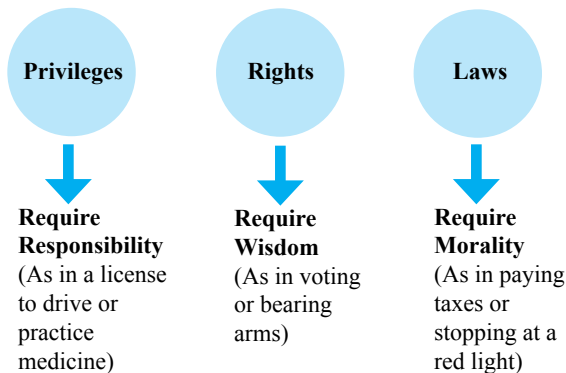 Privileges
Rights
Laws
Require
Responsibility
(As in a license
to drive or
practice
medicine)
Require
Wisdom
(As in voting
or bearing
arms)
Require
Morality
(As in paying
taxes or
stopping at a
red light)